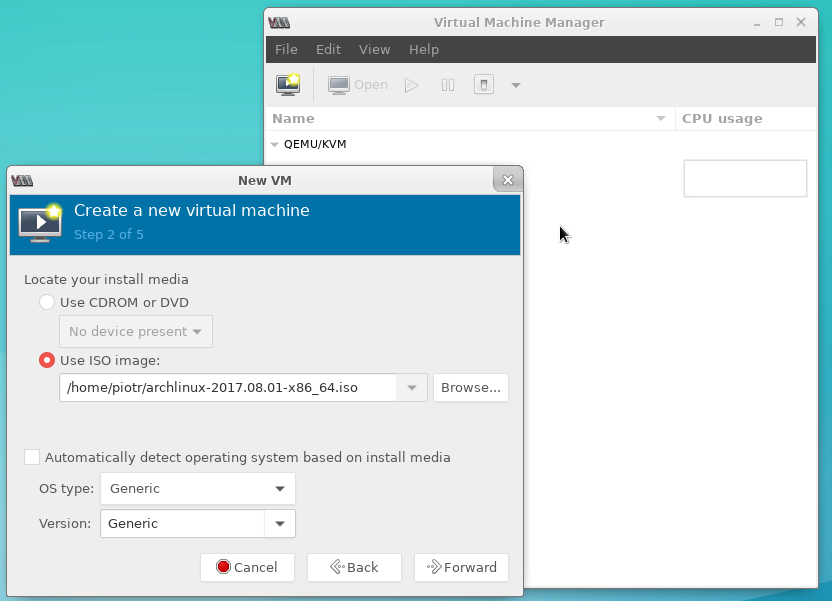 Virtual Machine Manager
File Edit View Help
Open
Name CPU usage
QEMU/KVM
New VM
Create a new virtual machine
Step 2 of 5
Locate your install media
Use CDROM or DVD
No device present
Use ISO image:
/home/piotr/archlinux-2017.08.01-x86_64.iso Browse...
Automatically detect operating system based on install media
OS type: Generic
Version: Generic
Cancel Back Forward